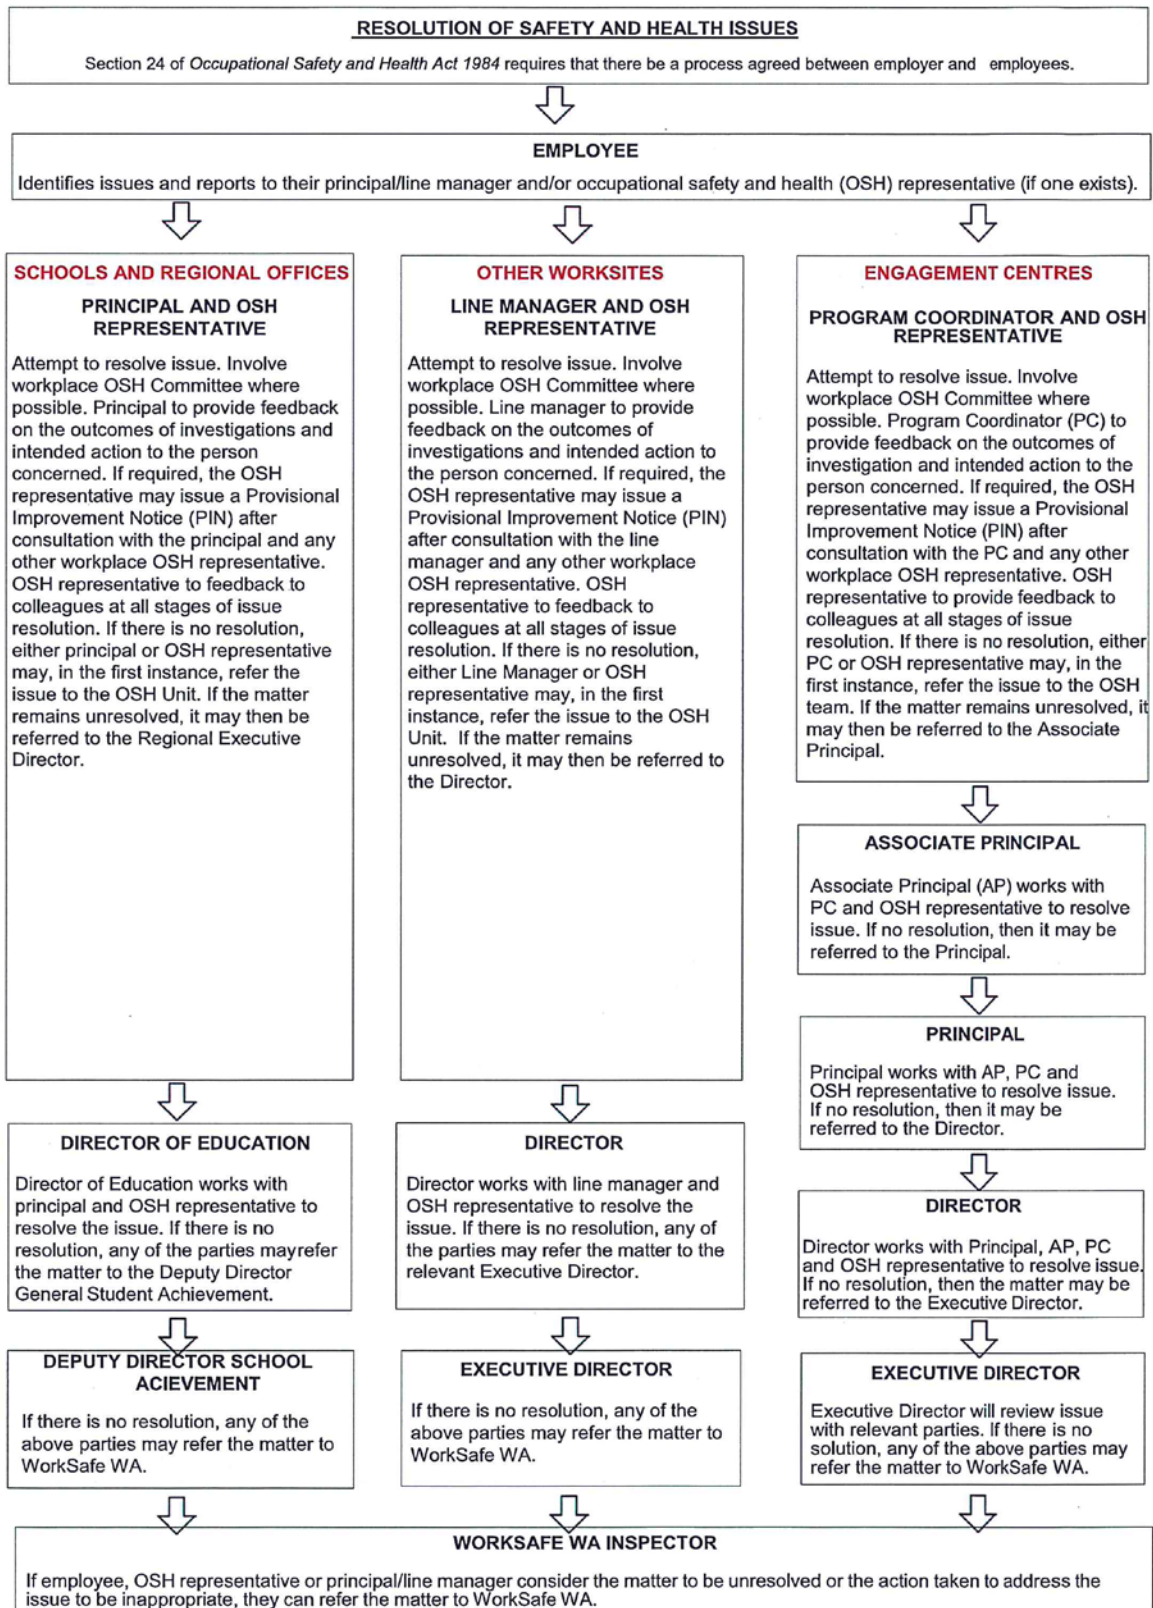 RESOLUTION OF SAFETY AND HEALTH ISSUES
Section 24 of Occupational Safety and Health Act 1984 requires that there be a process agreed between employer and employees.
EMPLOYEE
Identifies issues and reports to their principal/line manager and/or occupational safety and health (OSH) representative (if one exists).
SCHOOLS AND REGIONAL OFFICES
PRINCIPAL AND OSH
REPRESENTATIVE
Attempt to resolve issue. Involve
workplace OSH Committee where
possible. Principal to provide feedback
on the outcomes of investigations and
intended action to the person
concerned. If required, the OSH
representative may issue a Provisional
Improvement Notice (PIN) after
consultation with the principal and any
other workplace OSH representative.
OSH representative to feedback to
colleagues at all stages of issue
resolution. If there is no resolution,
either principal or OSH representative
may, in the first instance, refer the
issue to the OSH Unit. If the matter
remains unresolved, it may then be
referred to the Regional Executive
Director.
DIRECTOR OF EDUCATION
Director of Education works with
principal and OSH representative to
resolve the issue. If there is no
resolution, any of the parties mayrefer
the matter to the Deputy Director
General Student Achievement.
DEPUTY DIRECTOR SCHOOL
ACIEVEMENT
If there is no resolution, any of the
above parties may refer the matter to
WorkSafe WA.
OTHER WORKSITES
LINE MANAGER AND OSH
REPRESENTATIVE
Attempt to resolve issue. Involve
workplace OSH Committee where
possible. Line manager to provide
feedback on the outcomes of
investigations and intended action to
the person concerned. If required, the
OSH representative may issue a
Provisional Improvement Notice (PIN)
after consultation with the line
manager and any other workplace
OSH representative. OSH
representative to feedback to
colleagues at all stages of issue
resolution. If there is no resolution,
either Line Manager or OSH
representative may, in the first
instance, refer the issue to the OSH
Unit. If the matter remains
unresolved, it may then be referred to
the Director.
DIRECTOR
Director works with line manager and
OSH representative to resolve the
issue. If there is no resolution, any of
the parties may refer the matter to the
relevant Executive Director.
EXECUTIVE DIRECTOR
If there is no resolution, any of the
above parties may refer the matter to
WorkSafe WA.
ENGAGEMENT CENTRES
PROGRAM COORDINATOR AND OSH
REPRESENTATIVE
Attempt to resolve issue. Involve
workplace OSH Committee where
possible. Program Coordinator (PC) to
provide feedback on the outcomes of
investigation and intended action to the
person concerned. If required, the OSH
representative may issue a Provisional
Improvement Notice (PIN) after
consultation with the PC and any other
workplace OSH representative. OSH
representative to provide feedback to
colleagues at all stages of issue
resolution. If there is no resolution, either
PC or OSH representative may, in the
first instance, refer the issue to the OSH
team. If the matter remains unresolved, it
may then be referred to the Associate
Principal.
ASSOCIATE PRINCIPAL
Associate Principal (AP) works with
PC and OSH representative to resolve
issue. If no resolution, then it may be
referred to the Principal.
PRINCIPAL
Principal works with AP, PC and
OSH representative to resolve issue.
If no resolution, then it may be
referred to the Director.
DIRECTOR
Director works with Principal, AP, PC
and OSH representative to resolve issue.
If no resolution, then the matter may be
referred to the Executive Director.
EXECUTIVE DIRECTOR
Executive Director will review issue
with relevant parties. If there is no
solution, any of the above parties may
refer the matter to WorkSafe WA.
WORKSAFE WA INSPECTOR
If employee, OSH representative or principal/line manager consider the matter to be unresolved or the action taken to address the
issue to be inappropriate, they can refer the matter to WorkSafe WA.